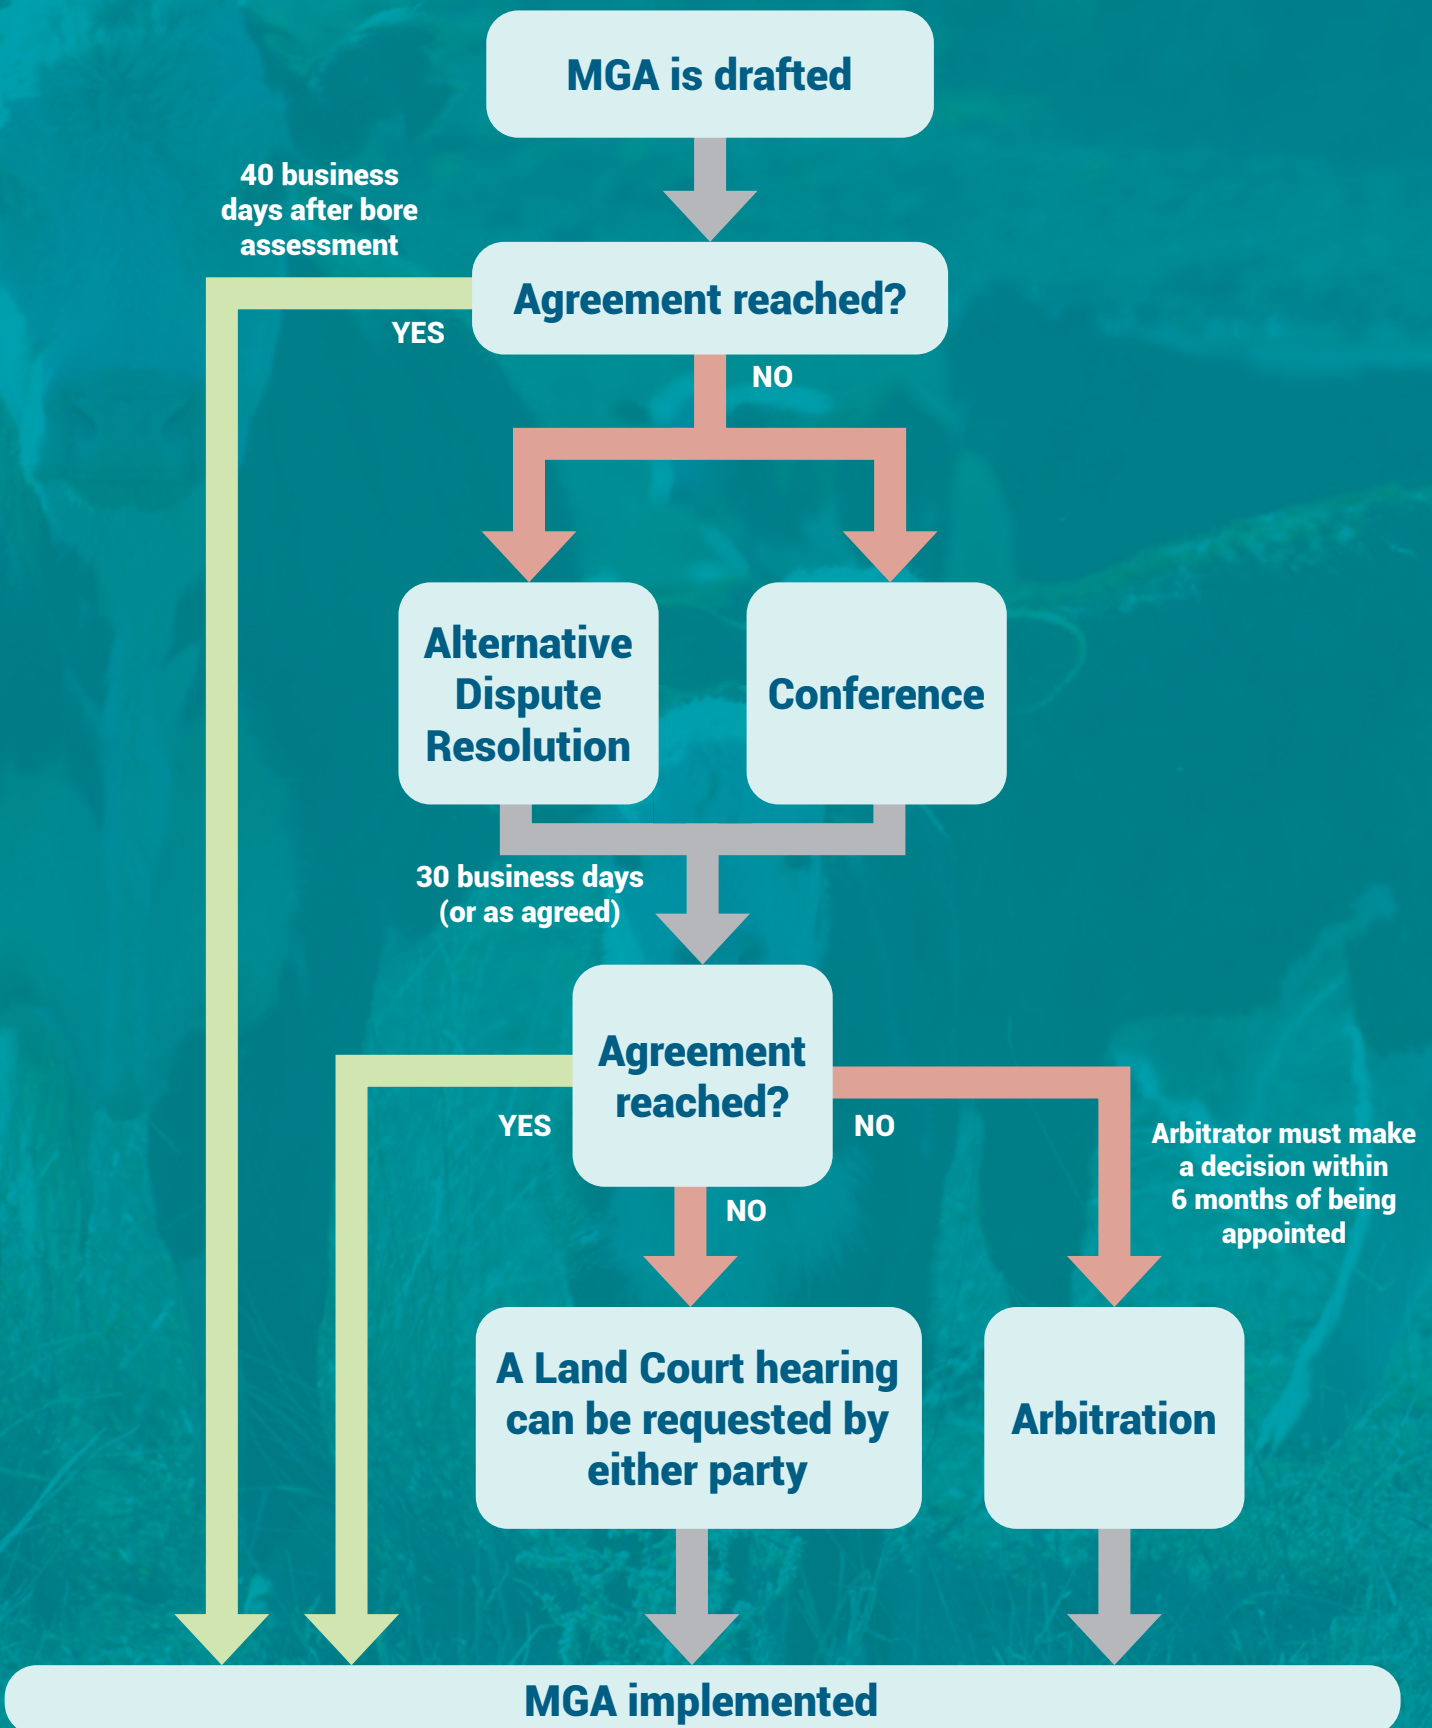 MGA is drafted
40 business
days after bore
assessment
Agreement reached?
YES
NO
Alternative
Dispute
Resolution
Conference
30 business days
(or as agreed)
Agreement
reached?
YES
NO
Arbitrator must make
a decision within
6 months of being
appointed
NO
A Land Court hearing
can be requested by
either party
Arbitration
MGA implemented